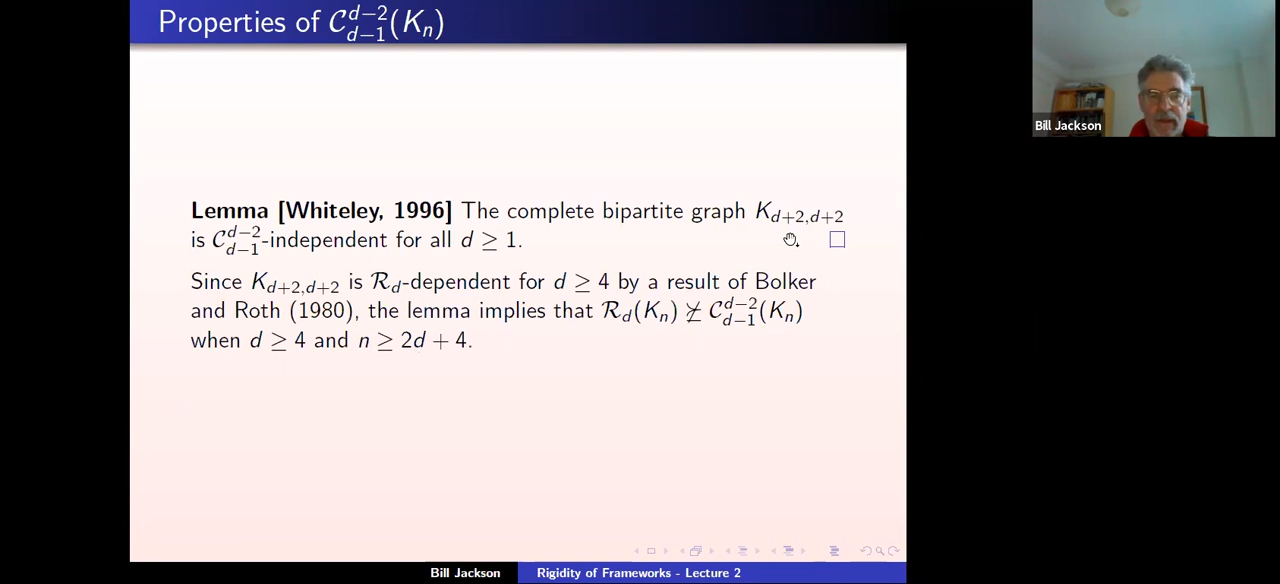 Properties of $\mathcal{C}_{d-1}^{d-2}(K_n)$
Bill Jackson
Lemma [Whiteley, 1996] The complete bipartite graph $K_{d+2,d+2}$
is $\mathcal{C}_{d-1}^{d-2}$-independent for all $d \geq 1$. □
Since $K_{d+2,d+2}$ is $\mathcal{R}_d$-dependent for $d \geq 4$ by a result of Bolker
and Roth (1980), the lemma implies that $\mathcal{R}_d(K_n) \not\succeq \mathcal{C}_{d-1}^{d-2}(K_n)$
when $d \geq 4$ and $n \geq 2d + 4$.
Bill Jackson
Rigidity of Frameworks - Lecture 2